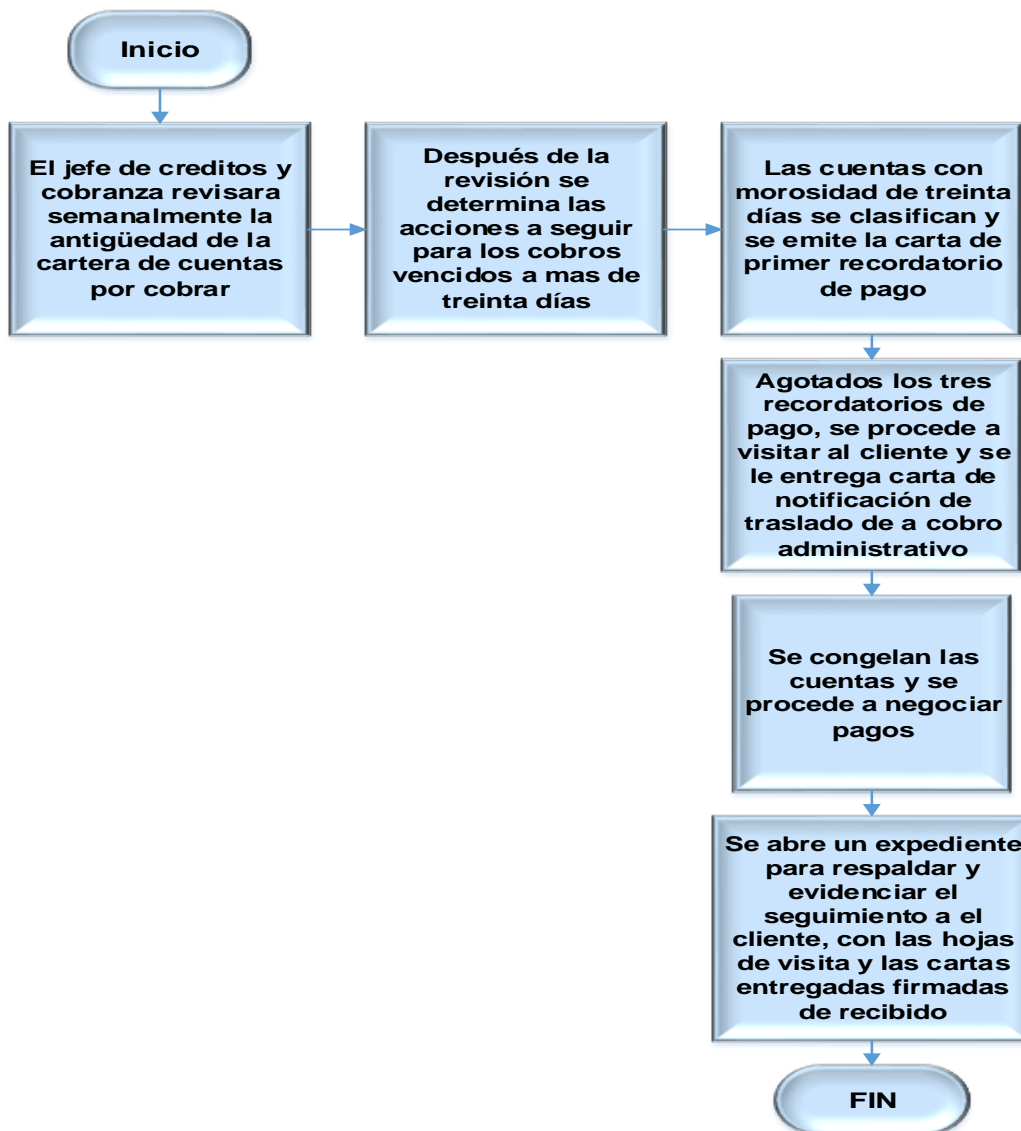 Inicio
El jefe de creditos y
cobranza revisara
semanalmente la
antigüedad de la
cartera de cuentas
por cobrar
Después de la
revisión se
determina las
acciones a seguir
para los cobros
vencidos a mas de
treinta días
Las cuentas con
morosidad de treinta
días se clasifican y
se emite la carta de
primer recordatorio
de pago
Agotados los tres
recordatorios de
pago, se procede a
visitar al cliente y se
le entrega carta de
notificación de
traslado de a cobro
administrativo
Se congelan las
cuentas y se
procede a negociar
pagos
Se abre un expediente
para respaldar y
evidenciar el
seguimiento a el
cliente, con las hojas
de visita y las cartas
entregadas firmadas
de recibido
FIN